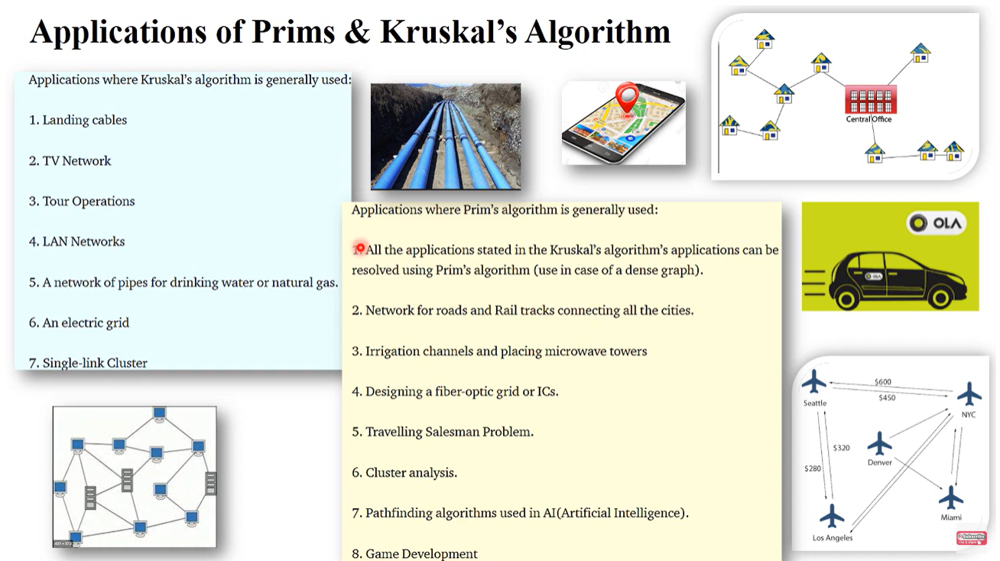 Applications of Prims & Kruskal's Algorithm
Applications where Kruskal's algorithm is generally used:
1. Landing cables
2. TV Network
3. Tour Operations
4. LAN Networks
5. A network of pipes for drinking water or natural gas.
6. An electric grid
7. Single-link Cluster
Applications where Prim's algorithm is generally used:
1. All the applications stated in the Kruskal's algorithm's applications can be
resolved using Prim's algorithm (use in case of a dense graph).
2. Network for roads and Rail tracks connecting all the cities.
3. Irrigation channels and placing microwave towers
4. Designing a fiber-optic grid or ICs.
5. Travelling Salesman Problem.
6. Cluster analysis.
7. Pathfinding algorithms used in AI(Artificial Intelligence).
8. Game Development
Central Office
OLA
OLA
$600
$450
Seattle
NYC
$320
Denver
$280
Miami
Los Angeles
Subscribe